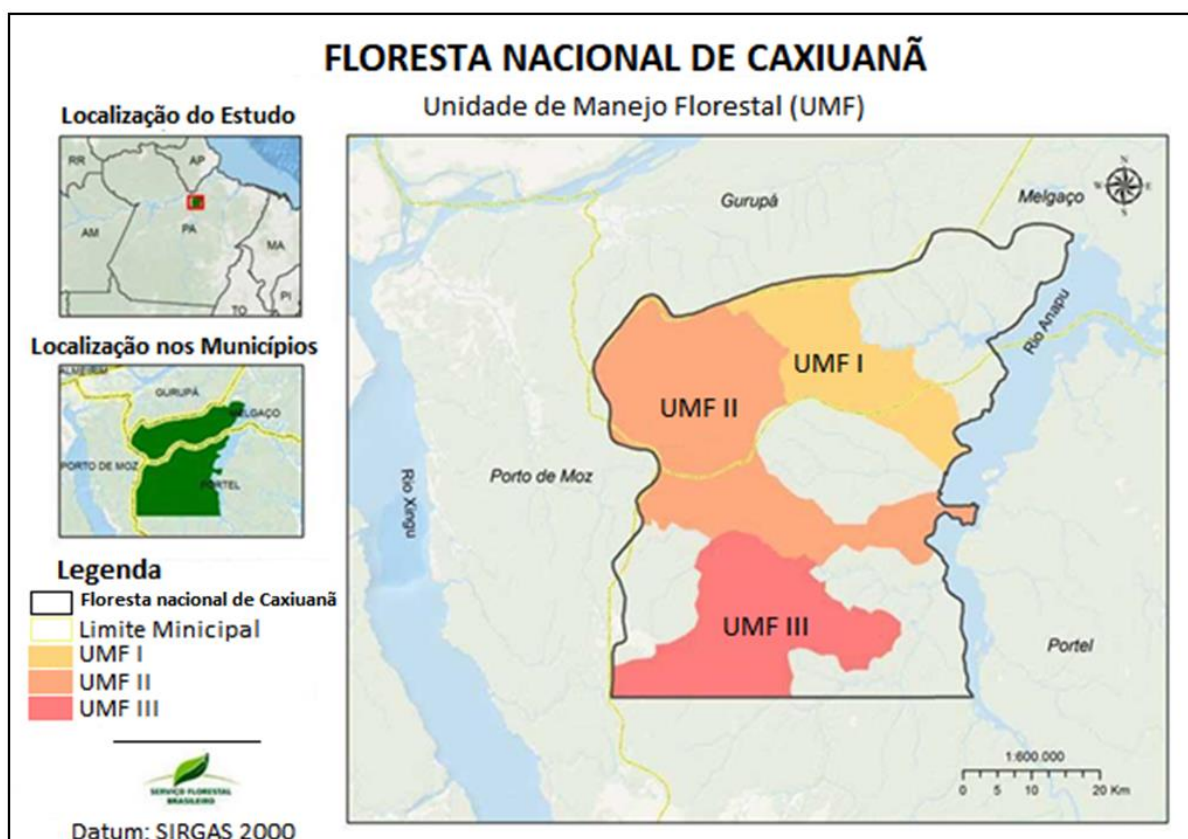 FLORESTA NACIONAL DE CAXIUANÃ
Unidade de Manejo Florestal (UMF)
Localização do Estudo
RR
AP
AM
PA
MA
TO
PI
Localização nos Municípios
ALMEIRIM
GURUPÁ
MELGAÇO
PORTO DE MOZ
PORTEL
Legenda
Floresta nacional de Caxiuanã
Limite Minicipal
UMF I
UMF II
UMF III
SERVIÇO FLORESTAL
BRASILEIRO
Datum: SIRGAS 2000
Gurupá
Melgaço
N
W
E
S
Rio Anapu
UMF I
UMF II
Porto de Moz
Rio Xingu
UMF III
Portel
1:600.000
0 5 10 20 Km